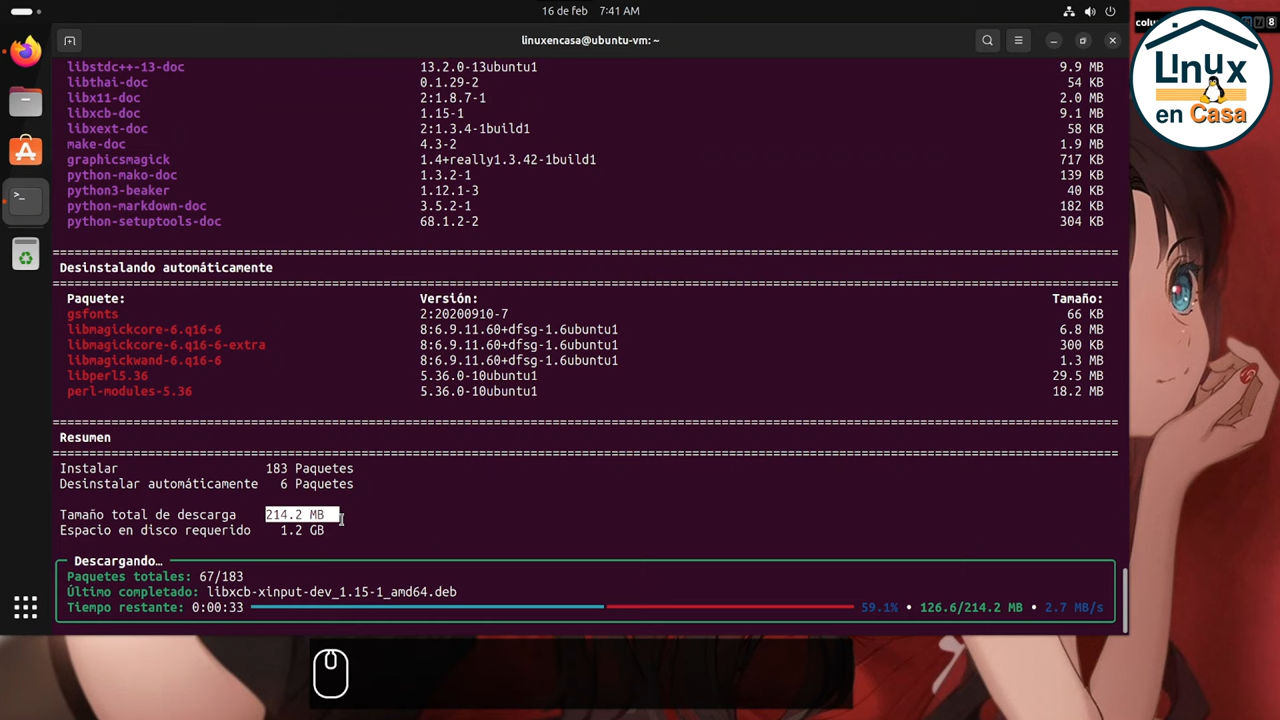 16 de feb 7:41 AM
linuxencasa@ubuntu-vm: ~
colu
8
Linux
en Casa
libstdc++-13-doc 13.2.0-13ubuntu1 9.9 MB
libthai-doc 0.1.29-2 54 KB
libx11-doc 2:1.8.7-1 2.0 MB
libxcb-doc 1.15-1 9.1 MB
libxext-doc 2:1.3.4-1build1 58 KB
make-doc 4.3-2 1.9 MB
graphicsmagick 1.4+really1.3.42-1build1 717 KB
python-mako-doc 1.3.2-1 139 KB
python3-beaker 1.12.1-3 40 KB
python-markdown-doc 3.5.2-1 182 KB
python-setuptools-doc 68.1.2-2 304 KB
Desinstalando automáticamente
Paquete: Versión: Tamaño:
gsfonts 2:20200910-7 66 KB
libmagickcore-6.q16-6 8:6.9.11.60+dfsg-1.6ubuntu1 6.8 MB
libmagickcore-6.q16-6-extra 8:6.9.11.60+dfsg-1.6ubuntu1 300 KB
libmagickwand-6.q16-6 8:6.9.11.60+dfsg-1.6ubuntu1 1.3 MB
libperl5.36 5.36.0-10ubuntu1 29.5 MB
perl-modules-5.36 5.36.0-10ubuntu1 18.2 MB
Resumen
Instalar 183 Paquetes
Desinstalar automáticamente 6 Paquetes
Tamaño total de descarga 214.2 MB
Espacio en disco requerido 1.2 GB
Descargando…
Paquetes totales: 67/183
Último completado: libxcb-xinput-dev_1.15-1_amd64.deb
Tiempo restante: 0:00:33 59.1% • 126.6/214.2 MB • 2.7 MB/s